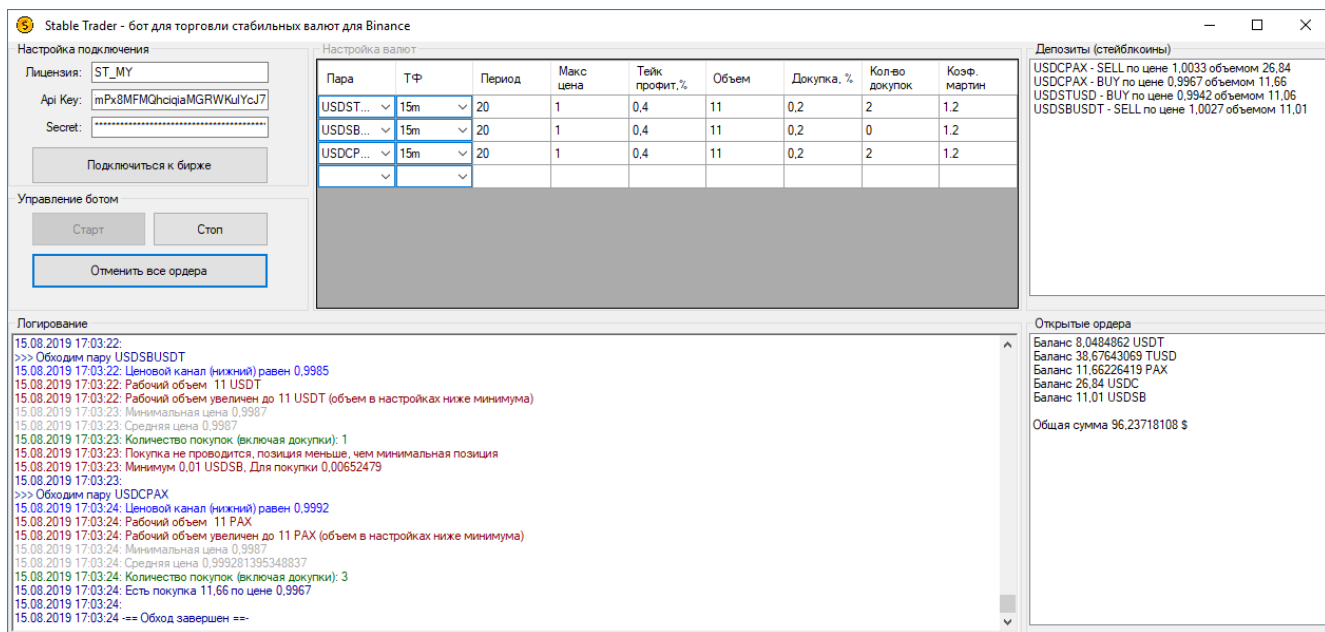 Stable Trader - бот для торговли стабильных валют для Binance
Настройка подключения
Лицензия: ST_MY
Api Key: mPx8MFMQhciqiaMGRWKulYcJ7
Secret: ****************************************
Подключиться к бирже
Управление ботом
Старт Стоп
Отменить все ордера
Настройка валют
Пара ТФ Период Макс цена Тейк профит,% Объем Докупка, % Кол-во докупок Коэф. мартин
USDST... 15m 20 1 0,4 11 0,2 2 1.2
USDSB... 15m 20 1 0,4 11 0,2 0 1.2
USDCP... 15m 20 1 0,4 11 0,2 2 1.2
Депозиты (стейблкоины)
USDCPAX - SELL по цене 1,0033 объемом 26,84
USDCPAX - BUY по цене 0,9967 объемом 11,66
USDSTUSD - BUY по цене 0,9942 объемом 11,06
USDSBUSDT - SELL по цене 1,0027 объемом 11,01
Логирование
15.08.2019 17:03:22:
>>> Обходим пару USDSBUSDT
15.08.2019 17:03:22: Ценовой канал (нижний) равен 0,9985
15.08.2019 17:03:22: Рабочий объем 11 USDT
15.08.2019 17:03:22: Рабочий объем увеличен до 11 USDT (объем в настройках ниже минимума)
15.08.2019 17:03:23: Минимальная цена 0,9987
15.08.2019 17:03:23: Средняя цена 0,9987
15.08.2019 17:03:23: Количество покупок (включая докупки): 1
15.08.2019 17:03:23: Покупка не проводится, позиция меньше, чем минимальная позиция
15.08.2019 17:03:23: Минимум 0,01 USDSB, Для покупки 0,00652479
15.08.2019 17:03:23:
>>> Обходим пару USDCPAX
15.08.2019 17:03:24: Ценовой канал (нижний) равен 0,9992
15.08.2019 17:03:24: Рабочий объем 11 PAX
15.08.2019 17:03:24: Рабочий объем увеличен до 11 PAX (объем в настройках ниже минимума)
15.08.2019 17:03:24: Минимальная цена 0,9987
15.08.2019 17:03:24: Средняя цена 0,999281395348837
15.08.2019 17:03:24: Количество покупок (включая докупки): 3
15.08.2019 17:03:24: Есть покупка 11,66 по цене 0,9967
15.08.2019 17:03:24:
15.08.2019 17:03:24 -== Обход завершен ==-
Открытые ордера
Баланс 8,0484862 USDT
Баланс 38,67643069 TUSD
Баланс 11,66226419 PAX
Баланс 26,84 USDC
Баланс 11,01 USDSB
Общая сумма 96,23718108 $